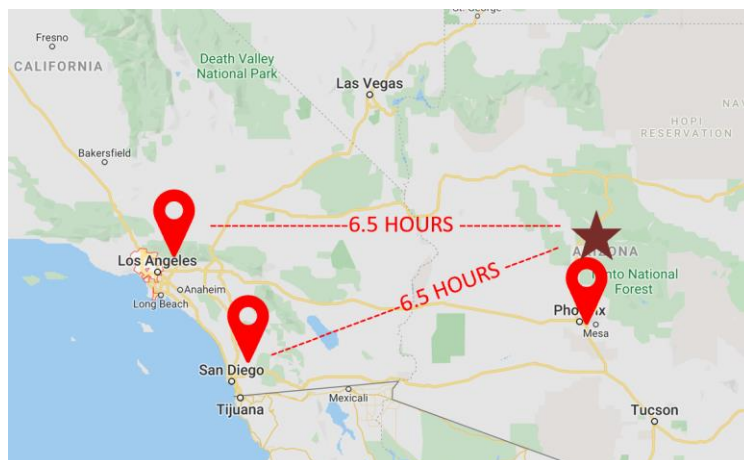 St. George
Fresno
CALIFORNIA
Death Valley
National Park
Las Vegas
NAV
HOPI
RESERVATION
Bakersfield
6.5 HOURS
Los Angeles
ARIZONA
6.5 HOURS
Anaheim
Long Beach
National
Forest
Phoenix
Mesa
San Diego
Mexicali
Tijuana
Tucson